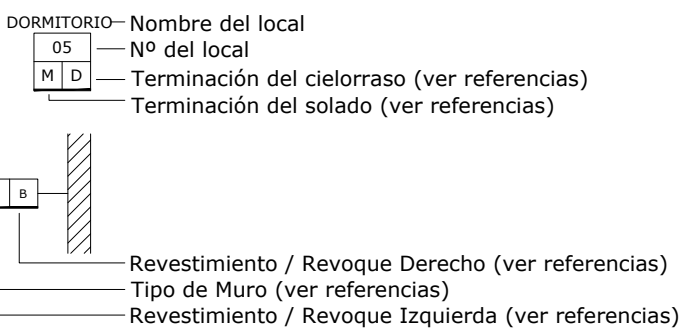 DORMITORIO Nombre del local
05 Nº del local
M D Terminación del cielorraso (ver referencias)
Terminación del solado (ver referencias)
B
Revestimiento / Revoque Derecho (ver referencias)
Tipo de Muro (ver referencias)
Revestimiento / Revoque Izquierda (ver referencias)